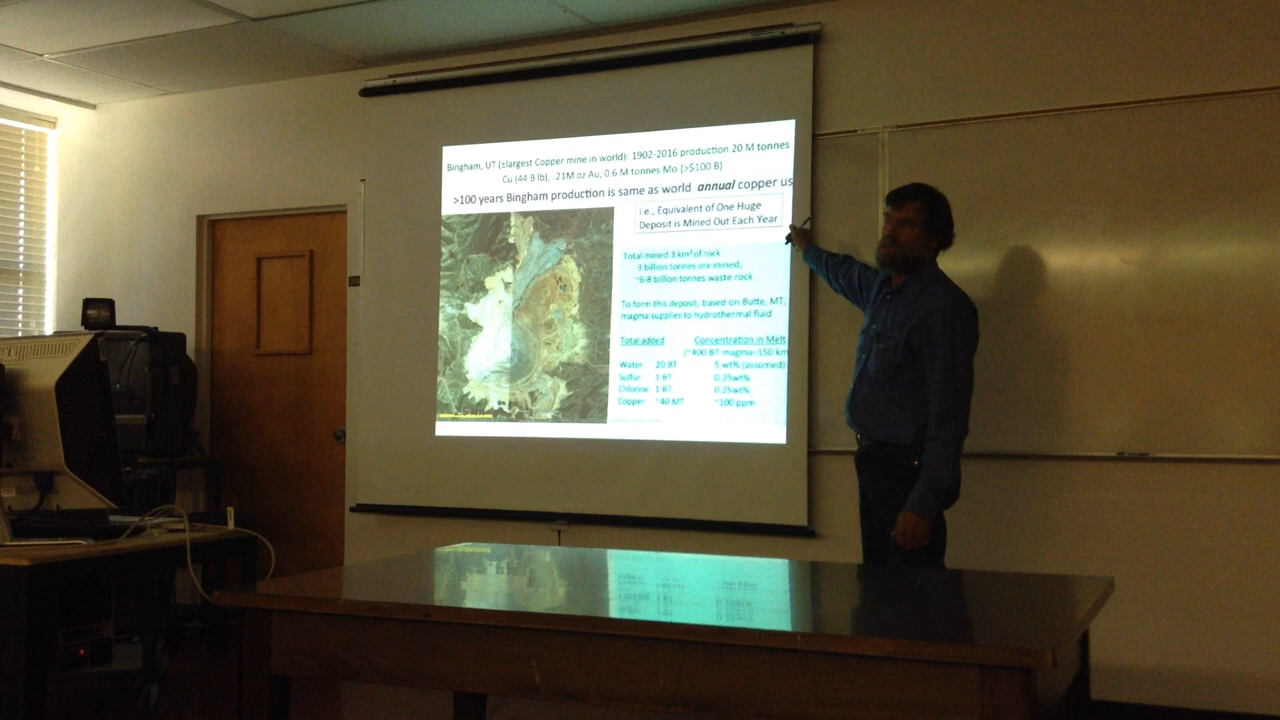 Bingham, UT (±largest Copper mine in world): 1902-2016 production 20 M tonnes
Cu (44 B lb), .21M oz Au, 0.6 M tonnes Mo (>$100 B)
>100 years Bingham production is same as world annual copper us
i.e., Equivalent of One Huge
Deposit is Mined Out Each Year
Total mined 3 km³ of rock
3 billion tonnes ore mined,
~6-8 billion tonnes waste rock
To form this deposit, based on Butte, MT,
magma supplies to hydrothermal fluid
Total added Concentration in Melt
(~400 BT magma=150 km
Water: 20 BT 5 wt% (assumed)
Sulfur: 1 BT 0.25wt%
Chlorine: 1 BT 0.25wt%
Copper: ~40 MT ~100 ppm